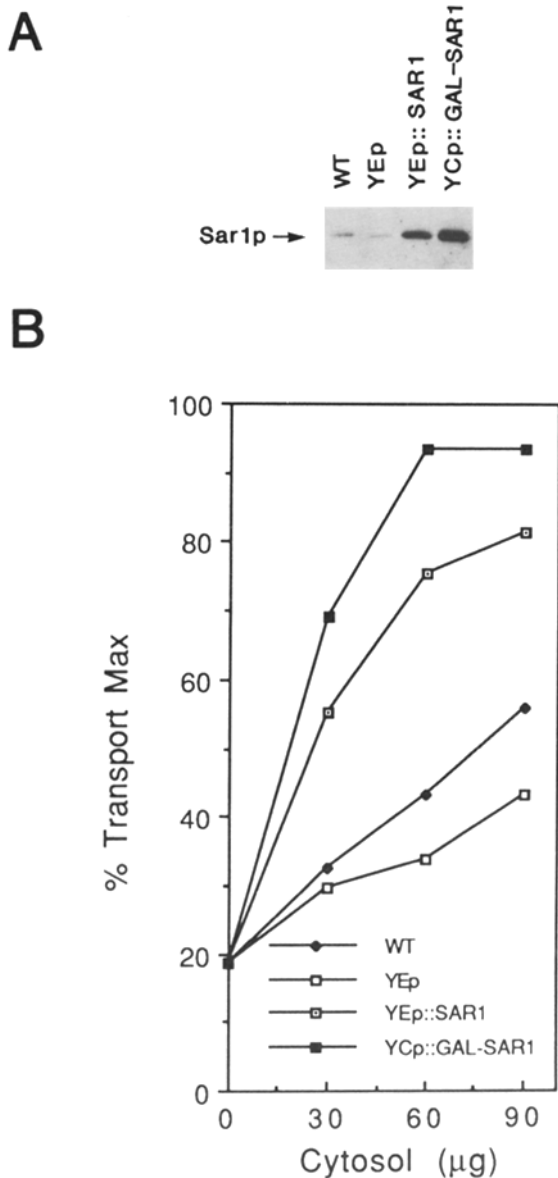 A
WT
YEp
YEp::SAR1
YCp::GAL-SAR1
Sar1p
B
% Transport Max
100
80
60
40
20
0
WT
YEp
YEp::SAR1
YCp::GAL-SAR1
0 30 60 90
Cytosol (µg)